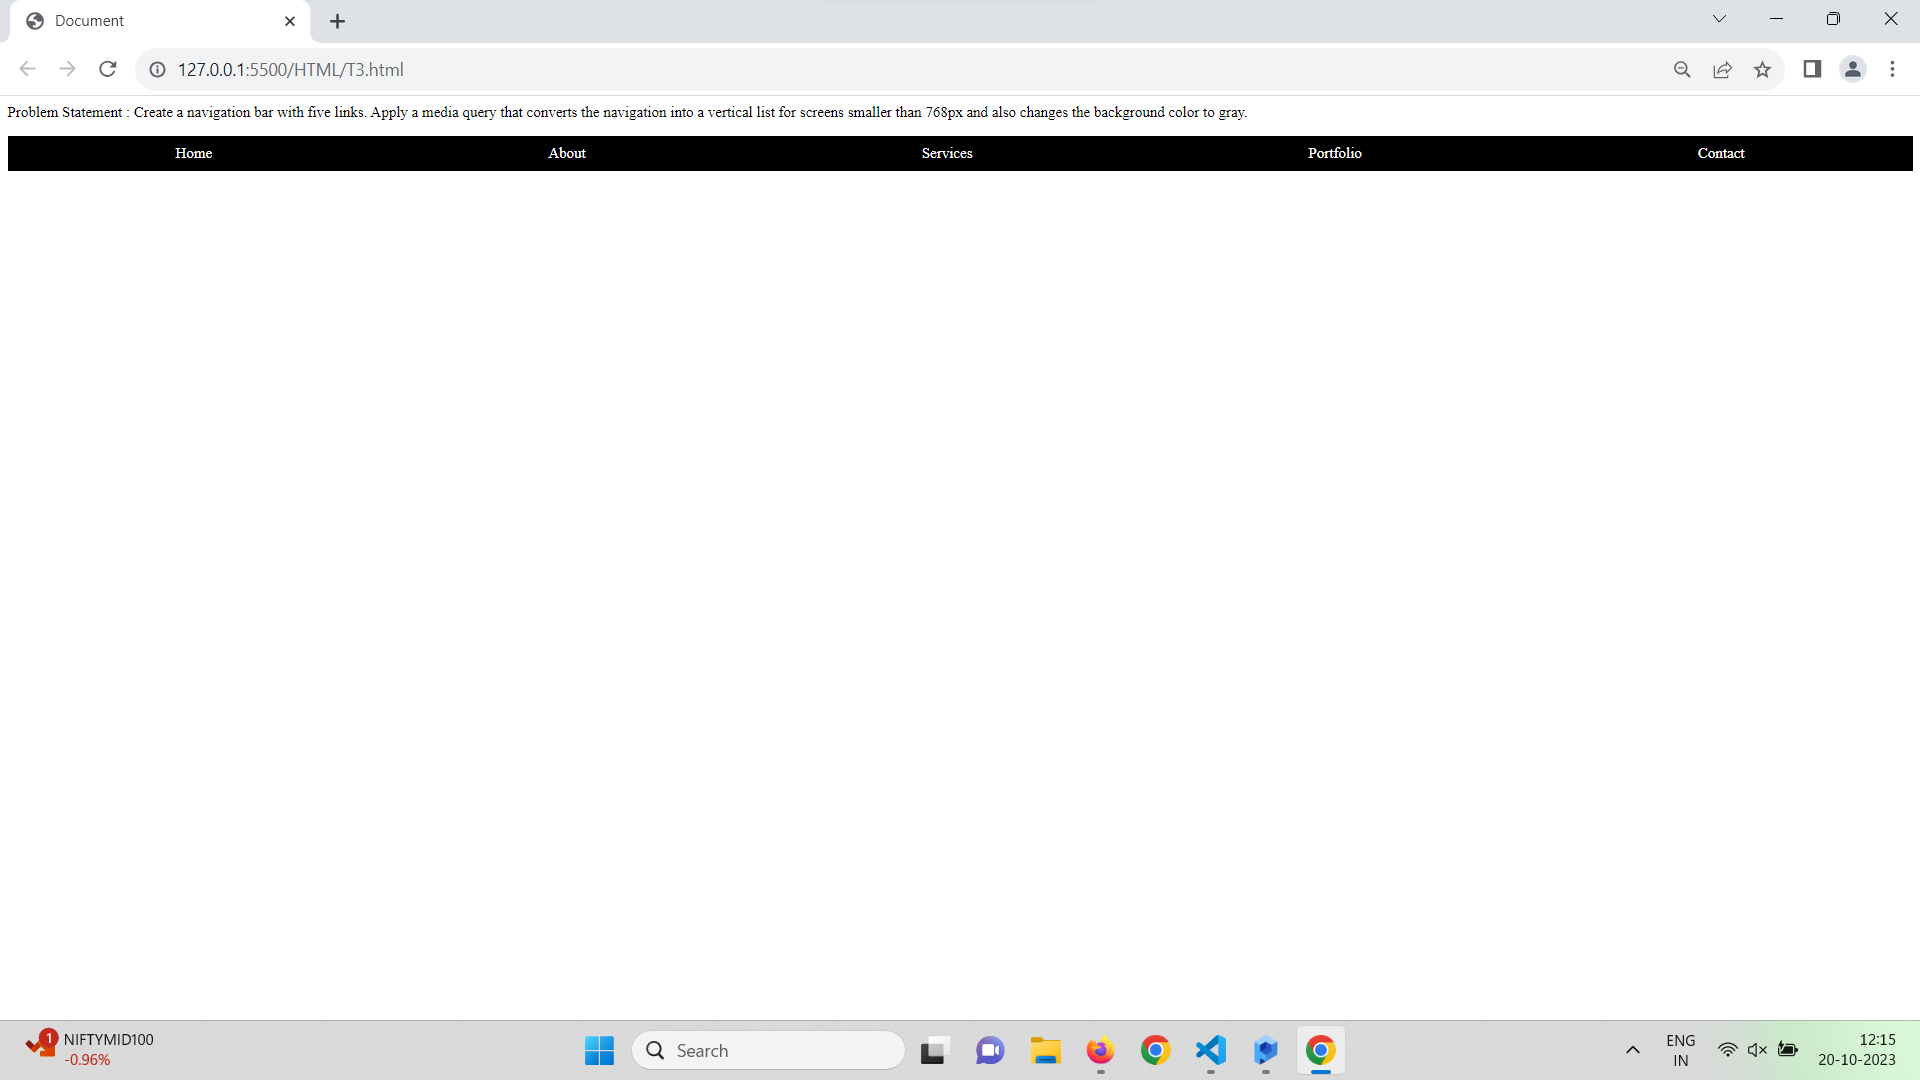 Document
127.0.0.1:5500/HTML/T3.html
Problem Statement : Create a navigation bar with five links. Apply a media query that converts the navigation into a vertical list for screens smaller than 768px and also changes the background color to gray.
Home About Services Portfolio Contact
1
NIFTYMID100
-0.96%
Search
ENG
IN
12:15
20-10-2023